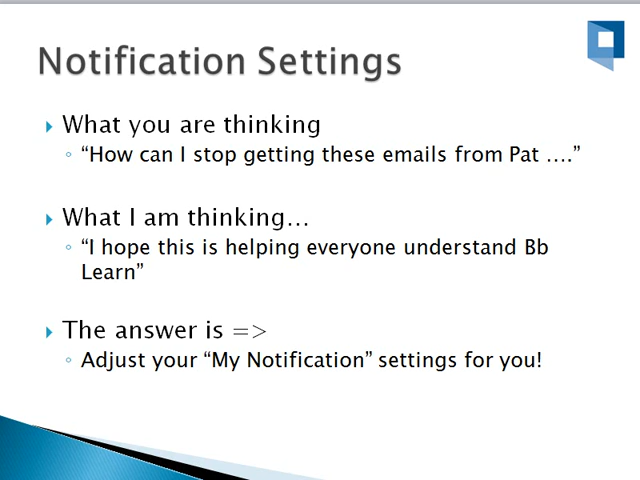 Notification Settings
What you are thinking
“How can I stop getting these emails from Pat ….”
What I am thinking…
“I hope this is helping everyone understand Bb
Learn”
The answer is =>
Adjust your “My Notification” settings for you!